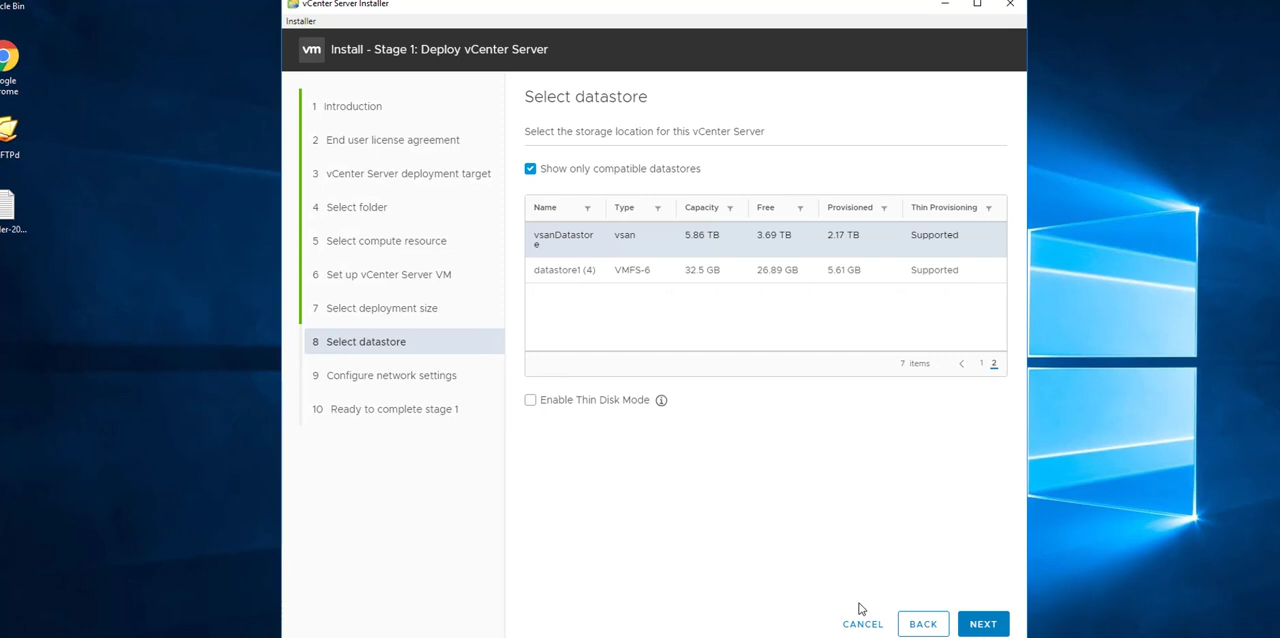 cle Bin
vCenter Server Installer
Installer
vm Install - Stage 1: Deploy vCenter Server
ogle
rome
FTPd
ler-20...
1 Introduction
2 End user license agreement
3 vCenter Server deployment target
4 Select folder
5 Select compute resource
6 Set up vCenter Server VM
7 Select deployment size
8 Select datastore
9 Configure network settings
10 Ready to complete stage 1
Select datastore
Select the storage location for this vCenter Server
Show only compatible datastores
Name Type Capacity Free Provisioned Thin Provisioning
vsanDatastor vsan 5.86 TB 3.69 TB 2.17 TB Supported
e
datastore1 (4) VMFS-6 32.5 GB 26.89 GB 5.61 GB Supported
7 items 1 2
Enable Thin Disk Mode
CANCEL BACK NEXT